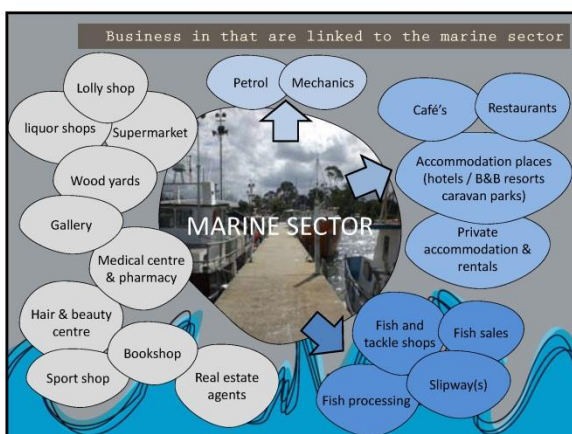 Business in that are linked to the marine sector
Lolly shop
liquor shops
Supermarket
Wood yards
Gallery
Medical centre
& pharmacy
Hair & beauty
centre
Bookshop
Sport shop
Real estate
agents
Petrol
Mechanics
MARINE SECTOR
Café's
Restaurants
Accommodation places
(hotels / B&B resorts
caravan parks)
Private
accommodation &
rentals
Fish and
tackle shops
Fish sales
Slipway(s)
Fish processing